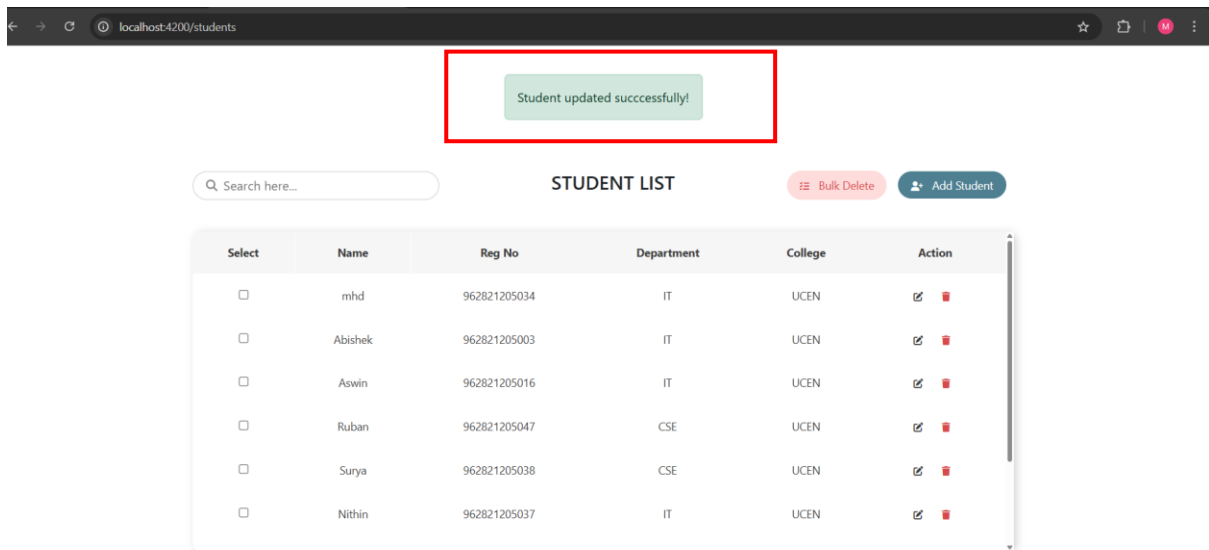 localhost:4200/students
M
Student updated succcessfully!
Search here...
STUDENT LIST
Bulk Delete
Add Student
Select Name Reg No Department College Action
mhd 962821205034 IT UCEN
Abishek 962821205003 IT UCEN
Aswin 962821205016 IT UCEN
Ruban 962821205047 CSE UCEN
Surya 962821205038 CSE UCEN
Nithin 962821205037 IT UCEN